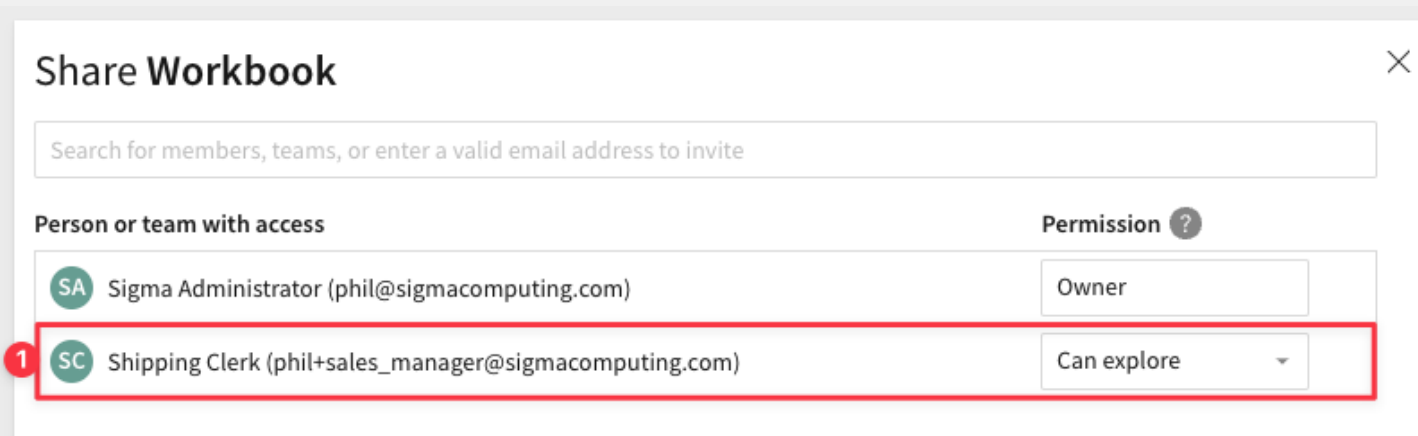 Share Workbook
Search for members, teams, or enter a valid email address to invite
Person or team with access Permission ?
SA Sigma Administrator (phil@sigmacomputing.com) Owner
1 SC Shipping Clerk (phil+sales_manager@sigmacomputing.com) Can explore